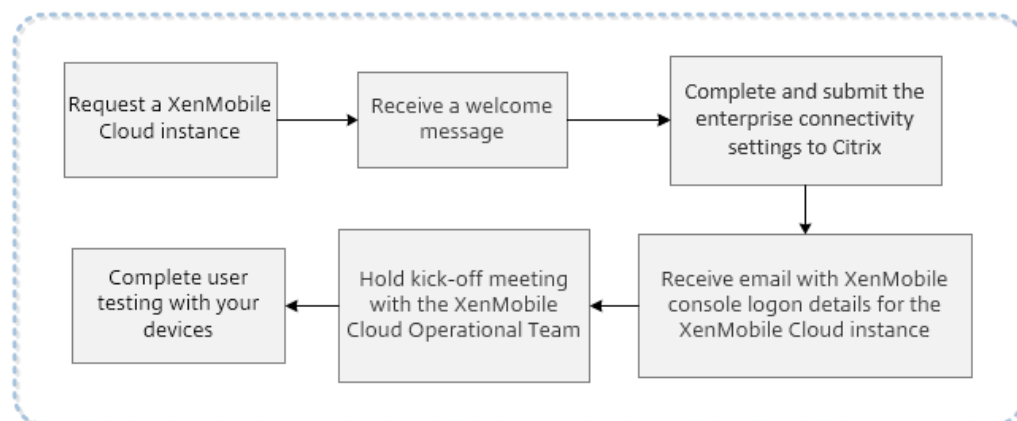 Request a XenMobile
Cloud instance
Receive a welcome
message
Complete and submit the
enterprise connectivity
settings to Citrix
Receive email with XenMobile
console logon details for the
XenMobile Cloud instance
Hold kick-off meeting
with the XenMobile
Cloud Operational Team
Complete user
testing with your
devices